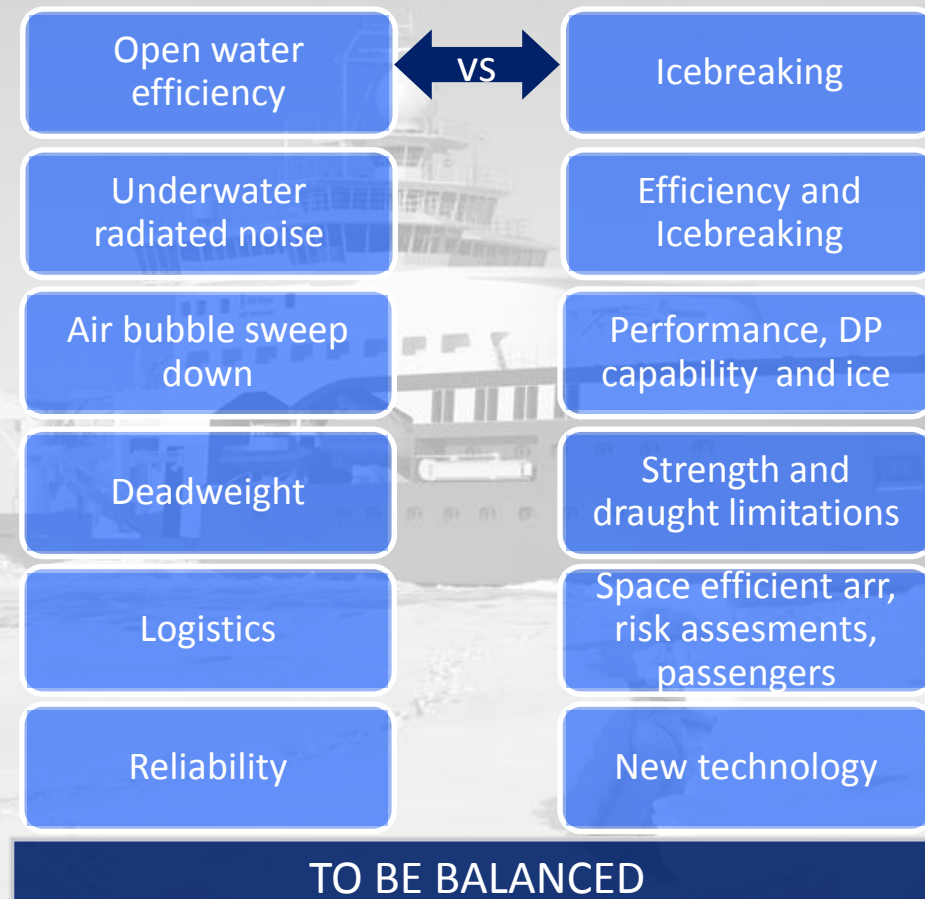 Open water
efficiency
VS
Icebreaking
Underwater
radiated noise
Efficiency and
Icebreaking
Air bubble sweep
down
Performance, DP
capability and ice
Deadweight
Strength and
draught limitations
Logistics
Space efficient arr,
risk assesments,
passengers
Reliability
New technology
TO BE BALANCED